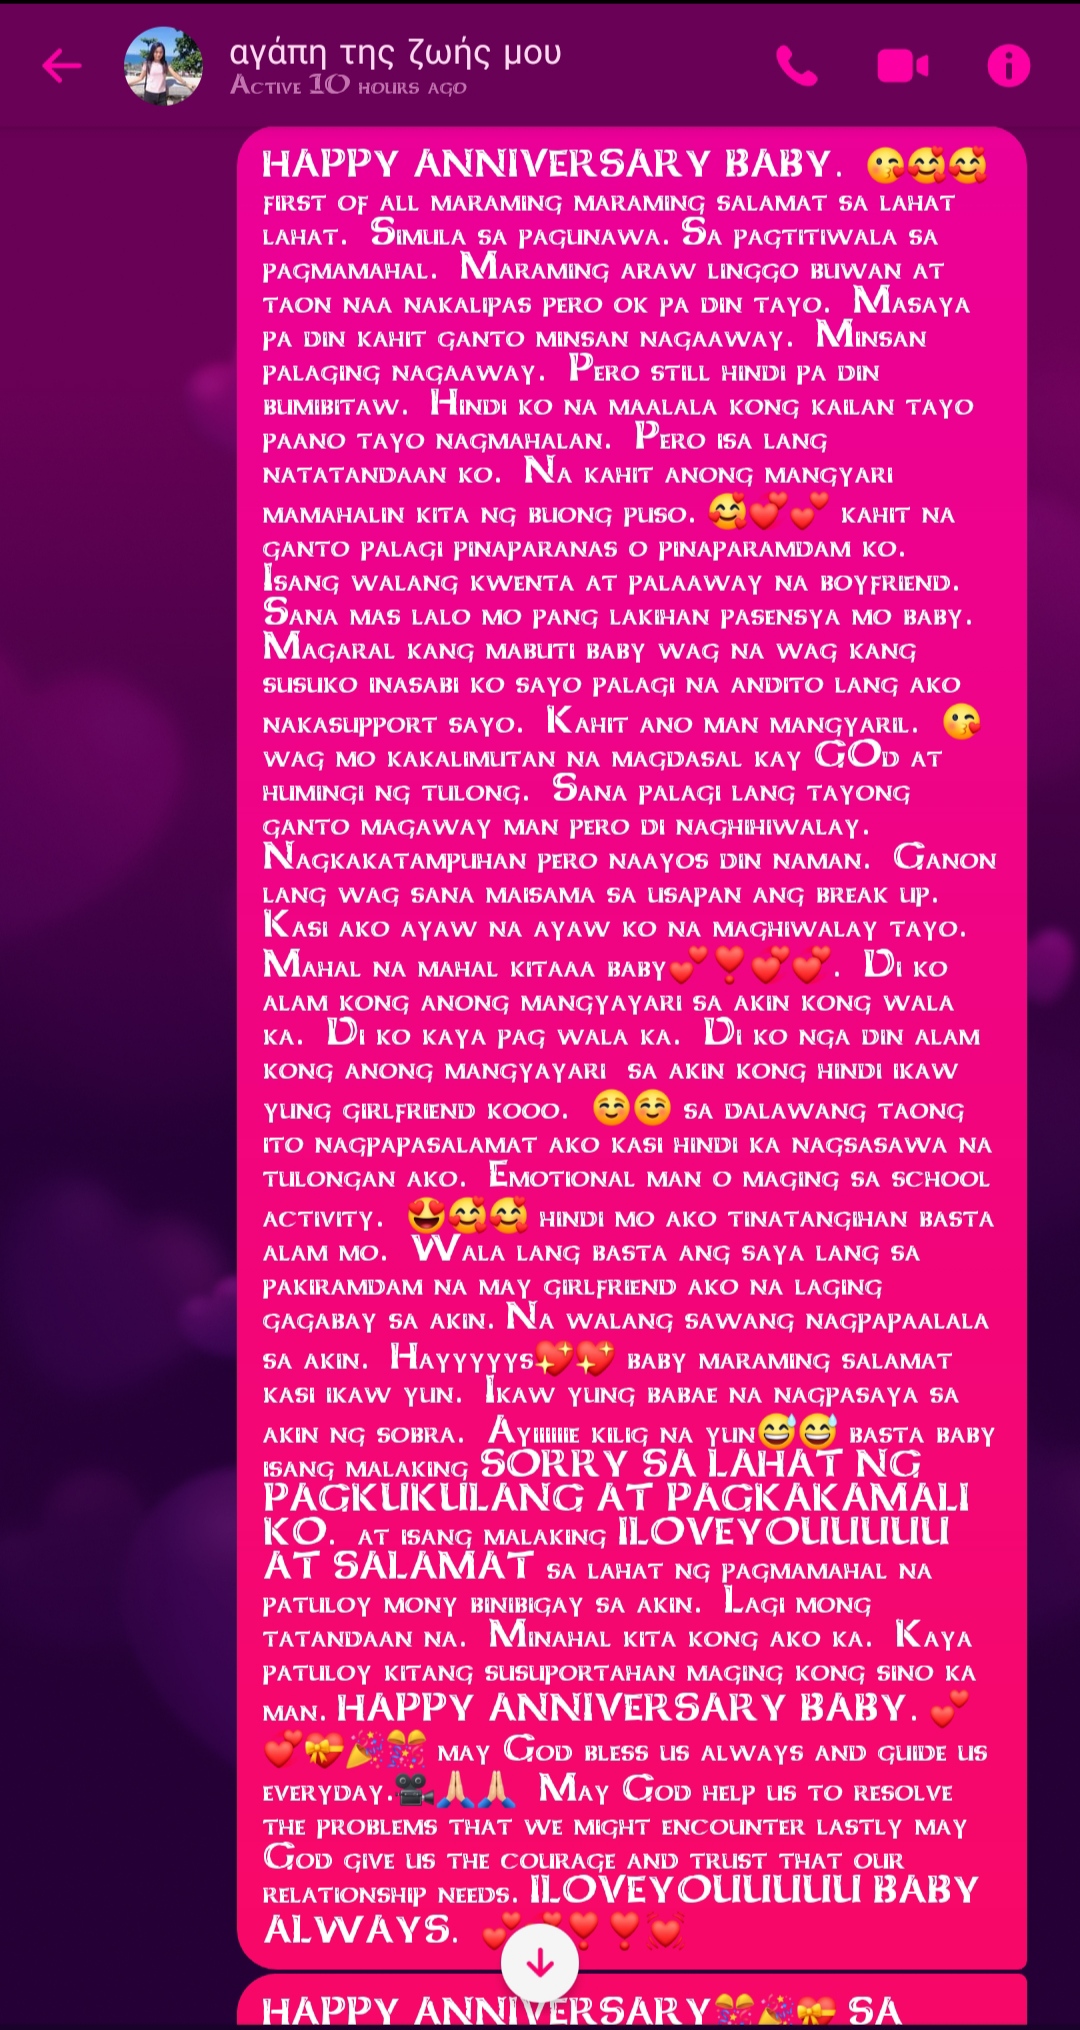 αγάπη της ζωής μου
Active 10 hours ago
HAPPY ANNIVERSARY BABY. 😘🥰🥰
first of all maraming maraming salamat sa lahat
lahat. Simula sa pagunawa. Sa pagtitiwala sa
pagmamahal. Maraming araw linggo buwan at
taon naa nakalipas pero ok pa din tayo. Masaya
pa din kahit ganto minsan nagaaway. Minsan
palaging nagaaway. Pero still hindi pa din
bumibitaw. Hindi ko na maalala kong kailan tayo
paano tayo nagmahalan. Pero isa lang
natatandaan ko. Na kahit anong mangyari
mamahalin kita ng buong puso. 🥰💕💕 kahit na
ganto palagi pinaparanas o pinaparamdam ko.
Isang walang kwenta at palaaway na boyfriend.
Sana mas lalo mo pang lakihan pasensya mo baby.
Magaral kang mabuti baby wag na wag kang
susuko inasabi ko sayo palagi na andito lang ako
nakasupport sayo. Kahit ano man mangyaril. 😘
wag mo kakalimutan na magdasal kay GOd at
humingi ng tulong. Sana palagi lang tayong
ganto magaway man pero di naghihiwalay.
Nagkakatampuhan pero naayos din naman. Ganon
lang wag sana maisama sa usapan ang break up.
Kasi ako ayaw na ayaw ko na maghiwalay tayo.
Mahal na mahal kitaaa baby💕❣️💕💕. Di ko
alam kong anong mangyayari sa akin kong wala
ka. Di ko kaya pag wala ka. Di ko nga din alam
kong anong mangyayari sa akin kong hindi ikaw
yung girlfriend kooo. ☺️☺️ sa dalawang taong
ito nagpapasalamat ako kasi hindi ka nagsasawa na
tulongan ako. Emotional man o maging sa school
activity. 😍🥰🥰 hindi mo ako tinatangihan basta
alam mo. Wala lang basta ang saya lang sa
pakiramdam na may girlfriend ako na laging
gagabay sa akin. Na walang sawang nagpapaalala
sa akin. Hayyyyys💖💖 baby maraming salamat
kasi ikaw yun. Ikaw yung babae na nagpasaya sa
akin ng sobra. Ayiiiiiie kilig na yun😅😅 basta baby
isang malaking SORRY SA LAHAT NG
PAGKUKULANG AT PAGKAKAMALI
KO. at isang malaking ILOVEYOUUUUUU
AT SALAMAT sa lahat ng pagmamahal na
patuloy mony binibigay sa akin. Lagi mong
tatandaan na. Minahal kita kong ako ka. Kaya
patuloy kitang susuportahan maging kong sino ka
man. HAPPY ANNIVERSARY BABY. 💕
💕💝🎉🎊 may God bless us always and guide us
everyday.🎥🙏🏼🙏🏼 May God help us to resolve
the problems that we might encounter lastly may
God give us the courage and trust that our
relationship needs. ILOVEYOUUUUUU BABY
ALWAYS. 💕💕❣️❣️💓
HAPPY ANNIVERSARY🎊🎉💝 SA